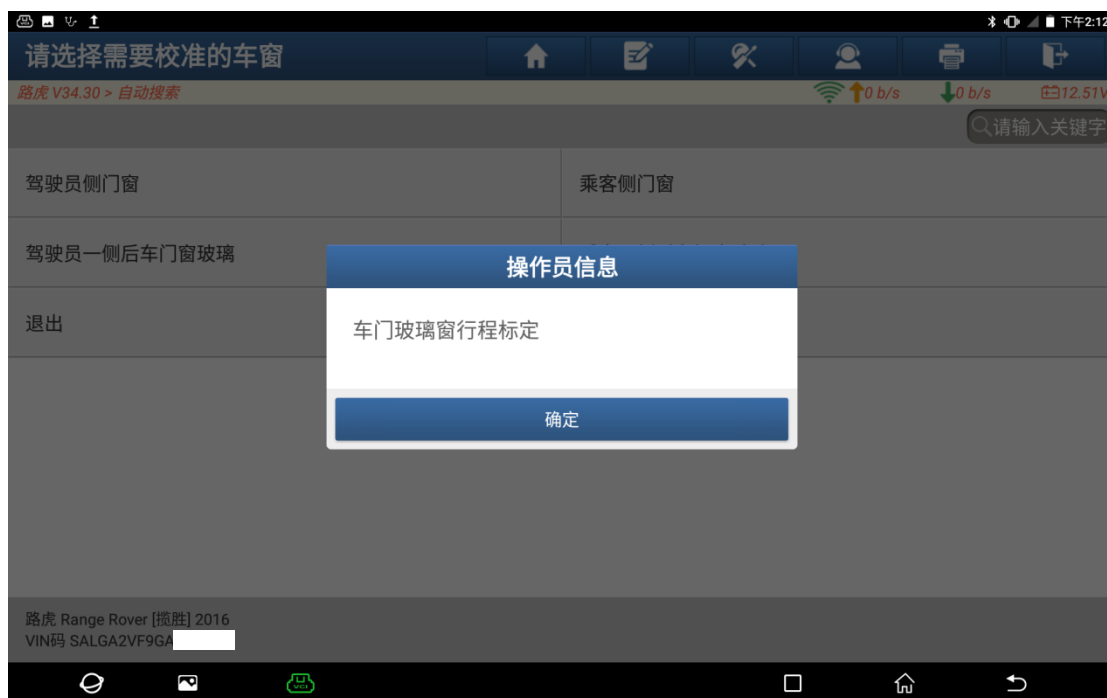 下午2:12
请选择需要校准的车窗
路虎 V34.30 > 自动搜索
0 b/s
0 b/s
12.51V
请输入关键字
驾驶员侧门窗
乘客侧门窗
驾驶员一侧后车门窗玻璃
退出
操作员信息
车门玻璃窗行程标定
确定
路虎 Range Rover [揽胜] 2016
VIN码 SALGA2VF9GA
VCI